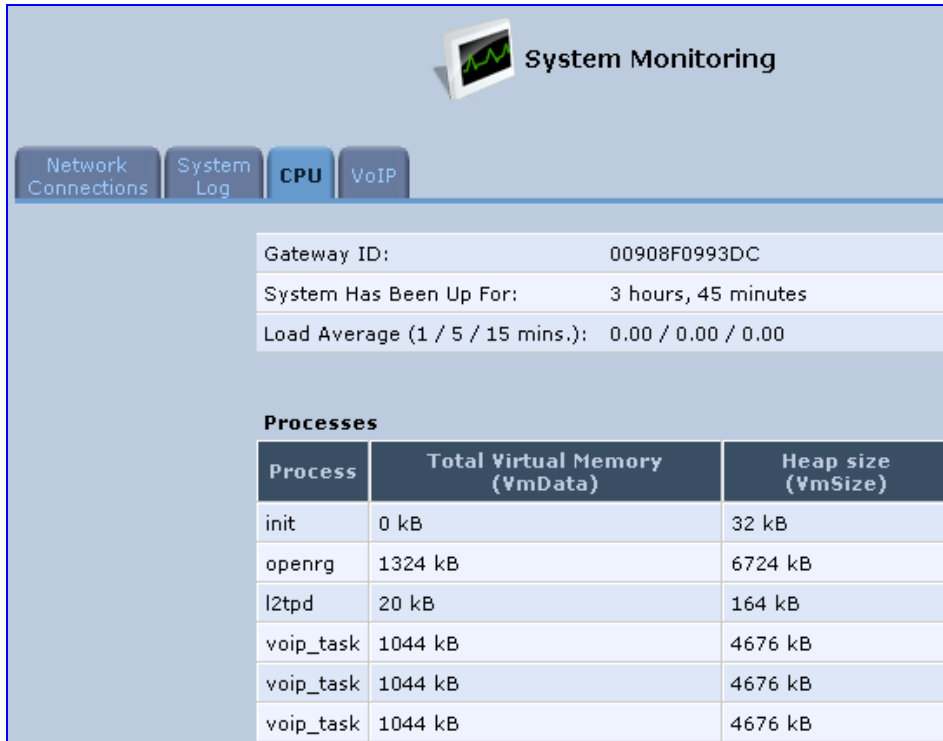 System Monitoring
Network Connections
System Log
CPU
VoIP
Gateway ID: 00908F0993DC
System Has Been Up For: 3 hours, 45 minutes
Load Average (1 / 5 / 15 mins.): 0.00 / 0.00 / 0.00
Processes
Process Total Virtual Memory (VmData) Heap size (VmSize)
init 0 kB 32 kB
openrg 1324 kB 6724 kB
l2tpd 20 kB 164 kB
voip_task 1044 kB 4676 kB
voip_task 1044 kB 4676 kB
voip_task 1044 kB 4676 kB